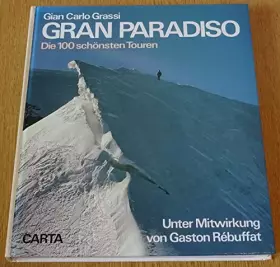 Gian Carlo Grassi
GRAN PARADISO
Die 100 schönsten Touren
Unter Mitwirkung
von Gaston Rébuffat
CARTA